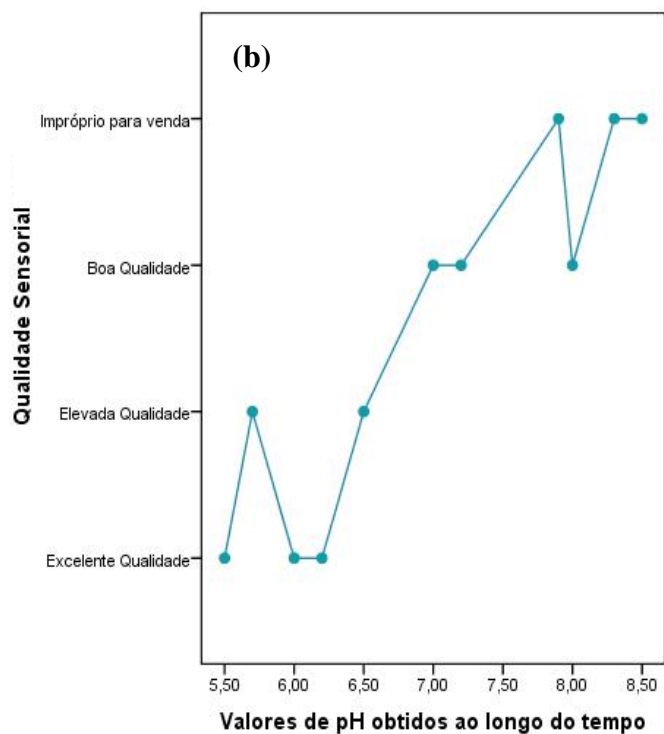 (b)
Qualidade Sensorial
Impróprio para venda
Boa Qualidade
Elevada Qualidade
Excelente Qualidade
5,50 6,00 6,50 7,00 7,50 8,00 8,50
Valores de pH obtidos ao longo do tempo